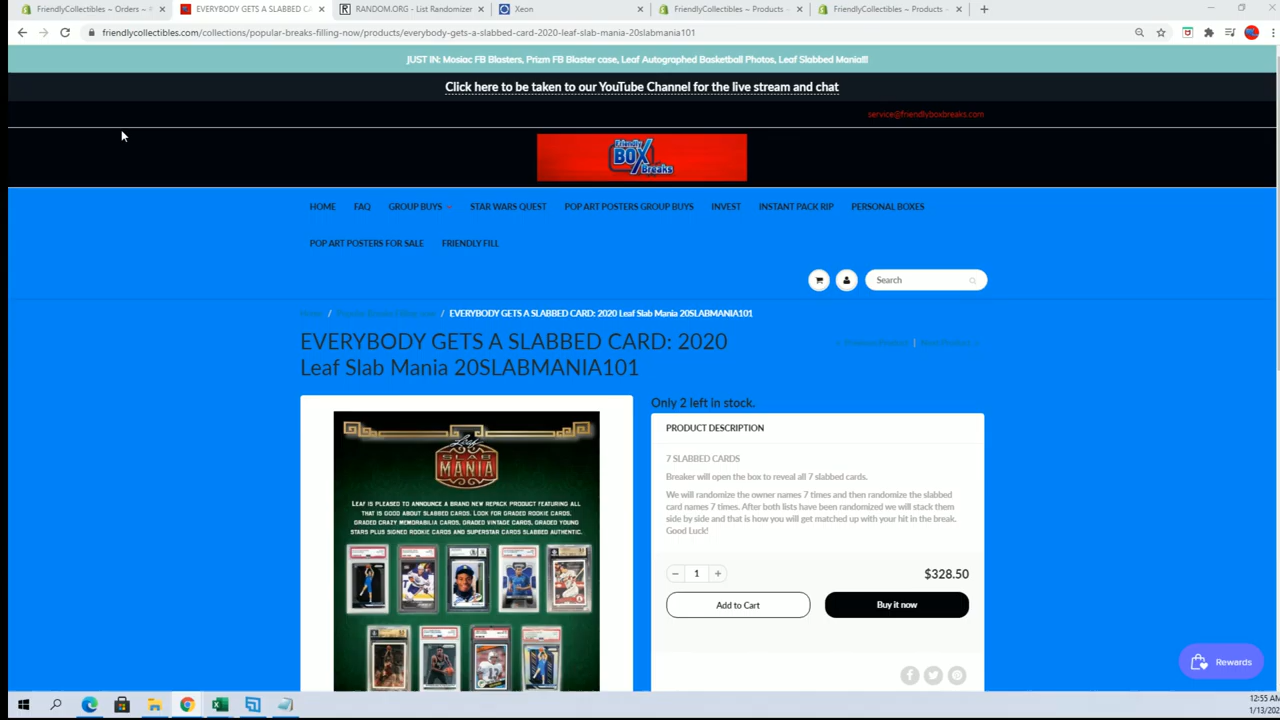 FriendlyCollectibles ~ Orders ~ #
EVERYBODY GETS A SLABBED CA
RANDOM.ORG - List Randomizer
Xeon
FriendlyCollectibles ~ Products ~
FriendlyCollectibles ~ Products ~
friendlycollectibles.com/collections/popular-breaks-filling-now/products/everybody-gets-a-slabbed-card-2020-leaf-slab-mania-20slabmania101
JUST IN: Mosiac FB Blasters, Prizm FB Blaster case, Leaf Autographed Basketball Photos, Leaf Slabbed Mania!!!
Click here to be taken to our YouTube Channel for the live stream and chat
service@friendlyboxbreaks.com
Friendly
BOX
Breaks
HOME FAQ GROUP BUYS STAR WARS QUEST POP ART POSTERS GROUP BUYS INVEST INSTANT PACK RIP PERSONAL BOXES
POP ART POSTERS FOR SALE FRIENDLY FILL
Search
Home / Popular Breaks / EVERYBODY GETS A SLABBED CARD: 2020 Leaf Slab Mania 20SLABMANIA101
EVERYBODY GETS A SLABBED CARD: 2020
Leaf Slab Mania 20SLABMANIA101
Previous Product | Next Product
Only 2 left in stock.
PRODUCT DESCRIPTION
7 SLABBED CARDS
Breaker will open the box to reveal all 7 slabbed cards.
We will randomize the owner names 7 times and then randomize the slabbed
card names 7 times. After both lists have been randomized we will stack them
side by side and that is how you will get matched up with your hit in the break.
Good Luck!
- 1 +
$328.50
Add to Cart
Buy it now
Leaf
SLAB
MANIA
LEAF IS PLEASED TO ANNOUNCE A BRAND NEW REPACK PRODUCT FEATURING ALL
THAT IS GOOD ABOUT SLABBED CARDS. LOOK FOR GRADED ROOKIE CARDS,
GRADED CRAZY MEMORABILIA CARDS, GRADED VINTAGE CARDS, GRADED YOUNG
STARS PLUS SIGNED ROOKIE CARDS AND SUPERSTAR CARDS SLABBED AUTHENTIC.
Rewards
12:55 AM
1/13/202